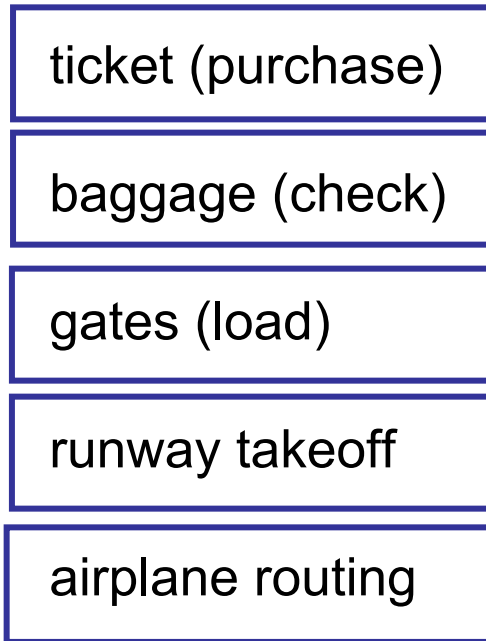 ticket (purchase)
baggage (check)
gates (load)
runway takeoff
airplane routing